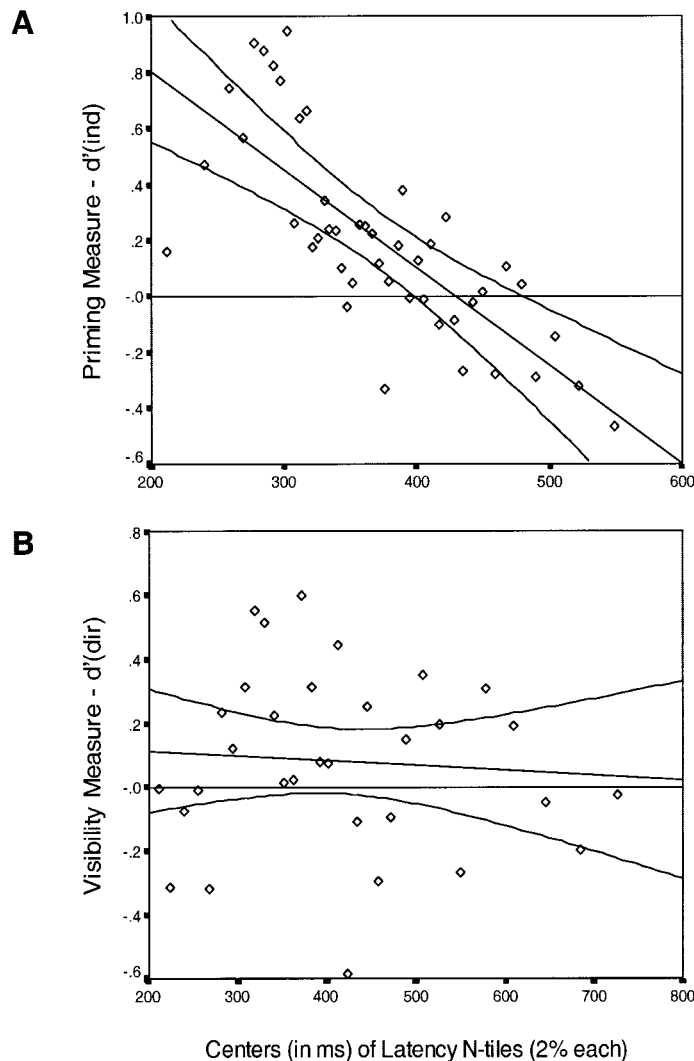 A
Priming Measure - d'(ind)
1.0
.8
.6
.4
.2
-.0
-.2
-.4
-.6
200 300 400 500 600
B
Visibility Measure - d'(dir)
.8
.6
.4
.2
-.0
-.2
-.4
-.6
200 300 400 500 600 700 800
Centers (in ms) of Latency N-tiles (2% each)